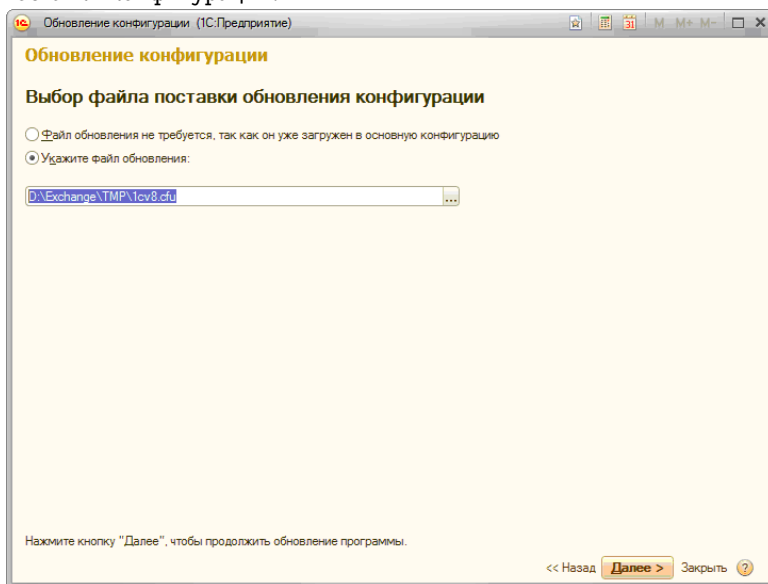 Обновление конфигурации (1С:Предприятие)
31 M M+ M-
Обновление конфигурации
Выбор файла поставки обновления конфигурации
Файл обновления не требуется, так как он уже загружен в основную конфигурацию
Укажите файл обновления:
D:\Exchange\TMP\1cv8.cfu ...
Нажмите кнопку "Далее", чтобы продолжить обновление программы.
<< Назад Далее > Закрыть ?